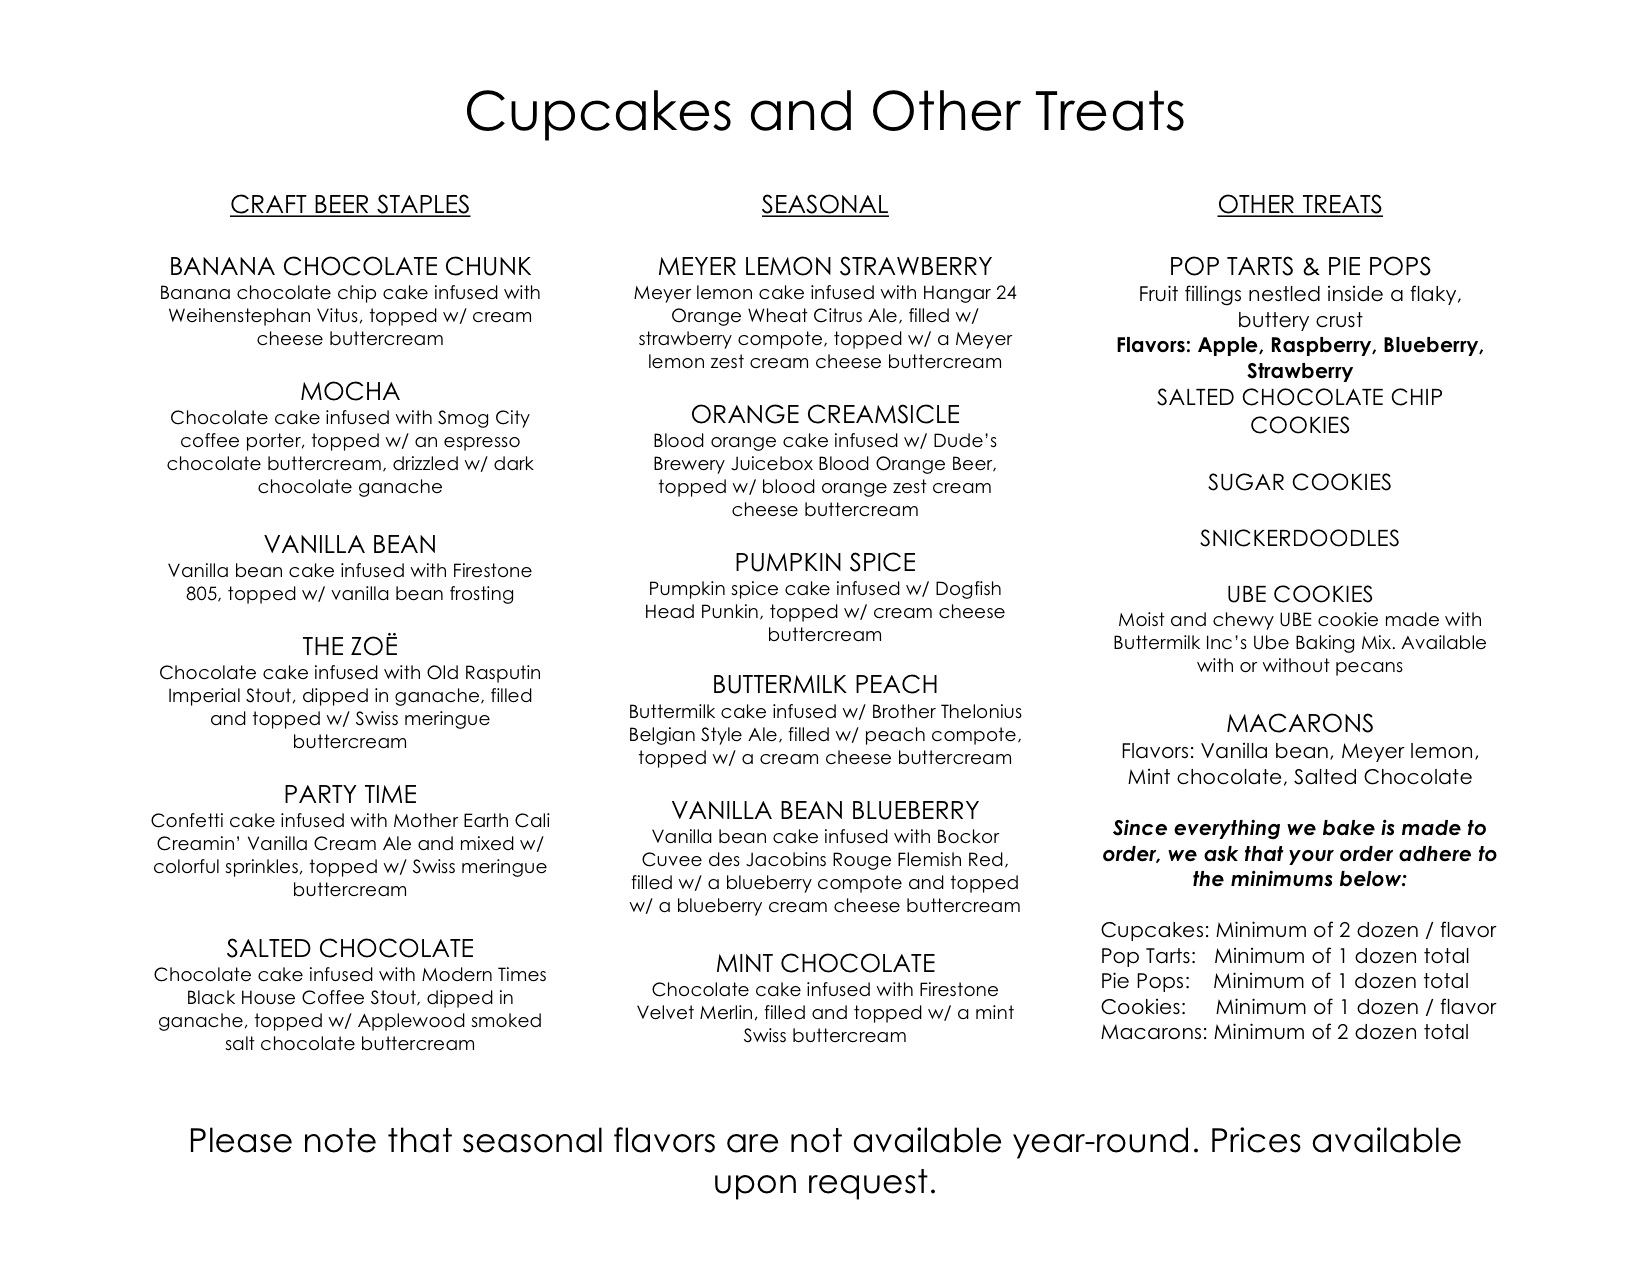 Cupcakes and Other Treats
CRAFT BEER STAPLES
BANANA CHOCOLATE CHUNK
Banana chocolate chip cake infused with
Weihenstephan Vitus, topped w/ cream
cheese buttercream
MOCHA
Chocolate cake infused with Smog City
coffee porter, topped w/ an espresso
chocolate buttercream, drizzled w/ dark
chocolate ganache
VANILLA BEAN
Vanilla bean cake infused with Firestone
805, topped w/ vanilla bean frosting
THE ZOË
Chocolate cake infused with Old Rasputin
Imperial Stout, dipped in ganache, filled
and topped w/ Swiss meringue
buttercream
PARTY TIME
Confetti cake infused with Mother Earth Cali
Creamin’ Vanilla Cream Ale and mixed w/
colorful sprinkles, topped w/ Swiss meringue
buttercream
SALTED CHOCOLATE
Chocolate cake infused with Modern Times
Black House Coffee Stout, dipped in
ganache, topped w/ Applewood smoked
salt chocolate buttercream
SEASONAL
MEYER LEMON STRAWBERRY
Meyer lemon cake infused with Hangar 24
Orange Wheat Citrus Ale, filled w/
strawberry compote, topped w/ a Meyer
lemon zest cream cheese buttercream
ORANGE CREAMSICLE
Blood orange cake infused w/ Dude’s
Brewery Juicebox Blood Orange Beer,
topped w/ blood orange zest cream
cheese buttercream
PUMPKIN SPICE
Pumpkin spice cake infused w/ Dogfish
Head Punkin, topped w/ cream cheese
buttercream
BUTTERMILK PEACH
Buttermilk cake infused w/ Brother Thelonius
Belgian Style Ale, filled w/ peach compote,
topped w/ a cream cheese buttercream
VANILLA BEAN BLUEBERRY
Vanilla bean cake infused with Bockor
Cuvee des Jacobins Rouge Flemish Red,
filled w/ a blueberry compote and topped
w/ a blueberry cream cheese buttercream
MINT CHOCOLATE
Chocolate cake infused with Firestone
Velvet Merlin, filled and topped w/ a mint
Swiss buttercream
OTHER TREATS
POP TARTS & PIE POPS
Fruit fillings nestled inside a flaky,
buttery crust
Flavors: Apple, Raspberry, Blueberry,
Strawberry
SALTED CHOCOLATE CHIP
COOKIES
SUGAR COOKIES
SNICKERDOODLES
UBE COOKIES
Moist and chewy UBE cookie made with
Buttermilk Inc’s Ube Baking Mix. Available
with or without pecans
MACARONS
Flavors: Vanilla bean, Meyer lemon,
Mint chocolate, Salted Chocolate
Since everything we bake is made to
order, we ask that your order adhere to
the minimums below:
Cupcakes: Minimum of 2 dozen / flavor
Pop Tarts: Minimum of 1 dozen total
Pie Pops: Minimum of 1 dozen total
Cookies: Minimum of 1 dozen / flavor
Macarons: Minimum of 2 dozen total
Please note that seasonal flavors are not available year-round. Prices available
upon request.